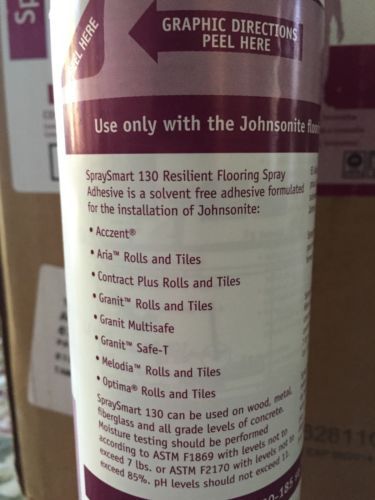 Sp
PEEL HERE
GRAPHIC DIRECTIONS
PEEL HERE
Use only with the Johnsonite
SpraySmart 130 Resilient Flooring Spray
Adhesive is a solvent free adhesive formulated
for the installation of Johnsonite:
• Acczent®
• Aria™ Rolls and Tiles
• Contract Plus Rolls and Tiles
• Granit™ Rolls and Tiles
• Granit Multisafe
• Granit™ Safe-T
• Melodia™ Rolls and Tiles
• Optima® Rolls and Tiles
SpraySmart 130 can be used on wood, metal,
fiberglass and all grade levels of concrete.
Moisture testing should be performed
according to ASTM F1869 with levels not to
exceed 7 lbs. or ASTM F2170 with levels not to
exceed 85%. pH levels should not exceed 11.